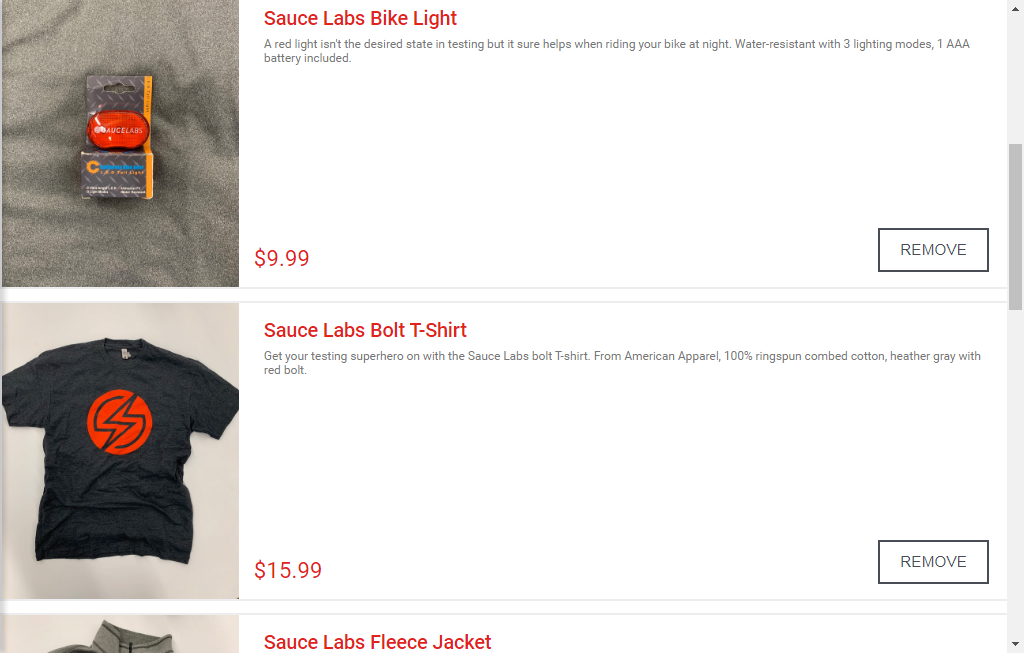 Sauce Labs Bike Light
A red light isn't the desired state in testing but it sure helps when riding your bike at night. Water-resistant with 3 lighting modes, 1 AAA
battery included.
SAUCELABS
$9.99
REMOVE
Sauce Labs Bolt T-Shirt
Get your testing superhero on with the Sauce Labs bolt T-shirt. From American Apparel, 100% ringspun combed cotton, heather gray with
red bolt.
$15.99
REMOVE
Sauce Labs Fleece Jacket